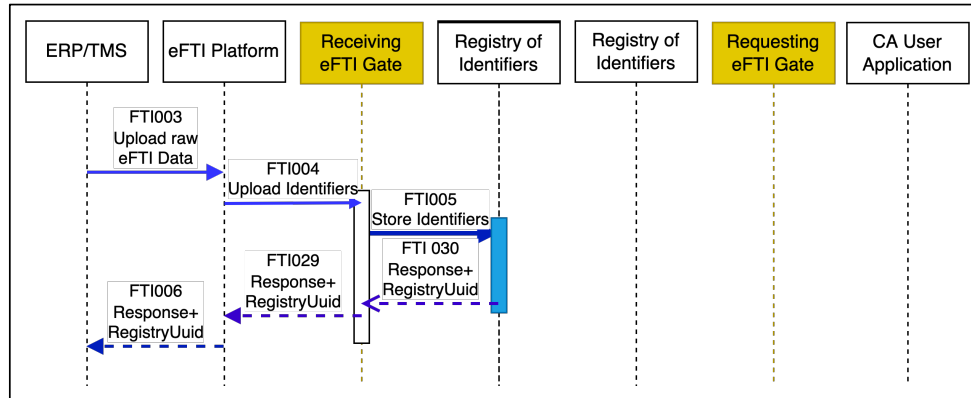 ERP/TMS
eFTI Platform
Receiving
eFTI Gate
Registry of
Identifiers
Registry of
Identifiers
Requesting
eFTI Gate
CA User
Application
FTI003
Upload raw
eFTI Data
FTI004
Upload Identifiers
FTI005
Store Identifiers
FTI 030
Response+
RegistryUuid
FTI029
Response+
RegistryUuid
FTI006
Response+
RegistryUuid